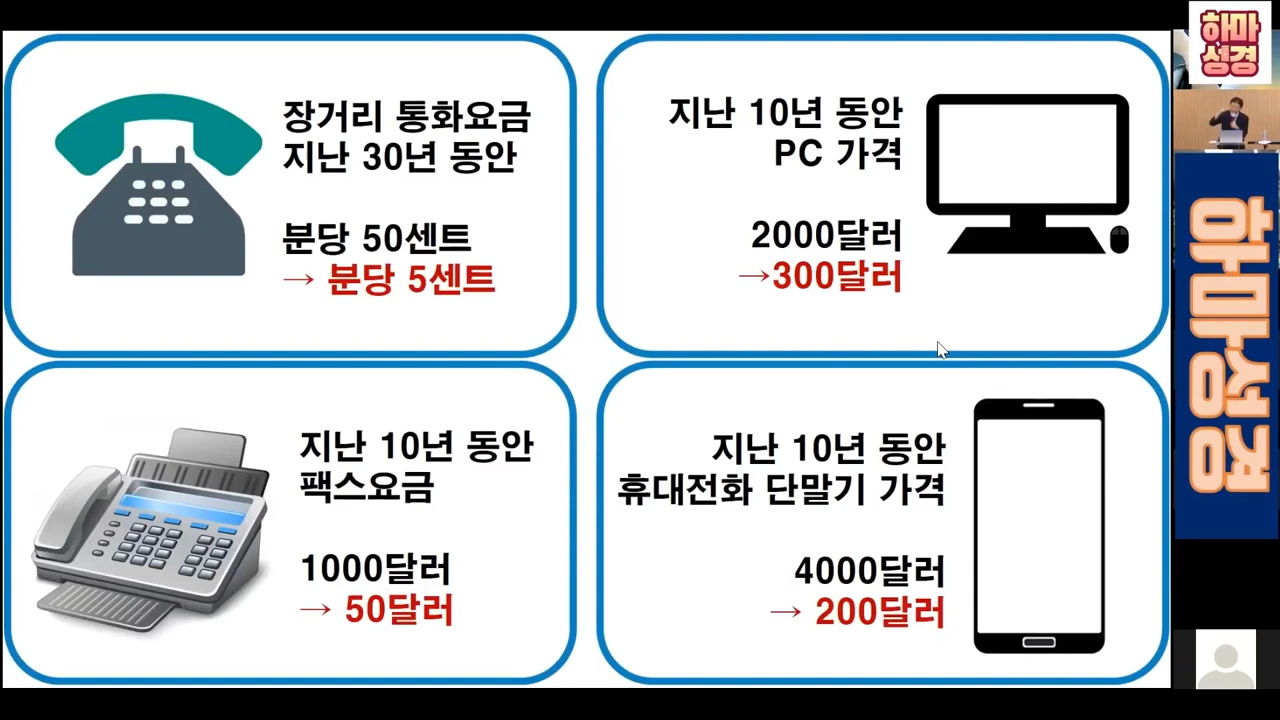 장거리 통화요금
지난 30년 동안
분당 50센트
→ 분당 5센트
지난 10년 동안
PC 가격
2000달러
→300달러
지난 10년 동안
팩스요금
1000달러
→ 50달러
지난 10년 동안
휴대전화 단말기 가격
4000달러
→ 200달러
하마
성경
하마성경